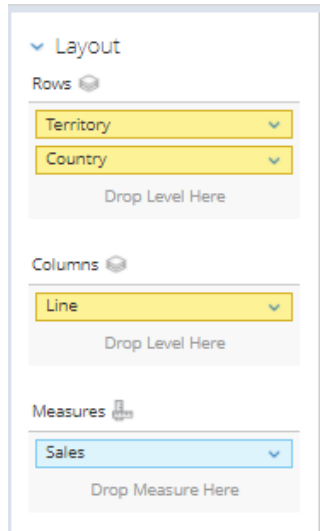 Layout
Rows
Territory
Country
Drop Level Here
Columns
Line
Drop Level Here
Measures
Sales
Drop Measure Here